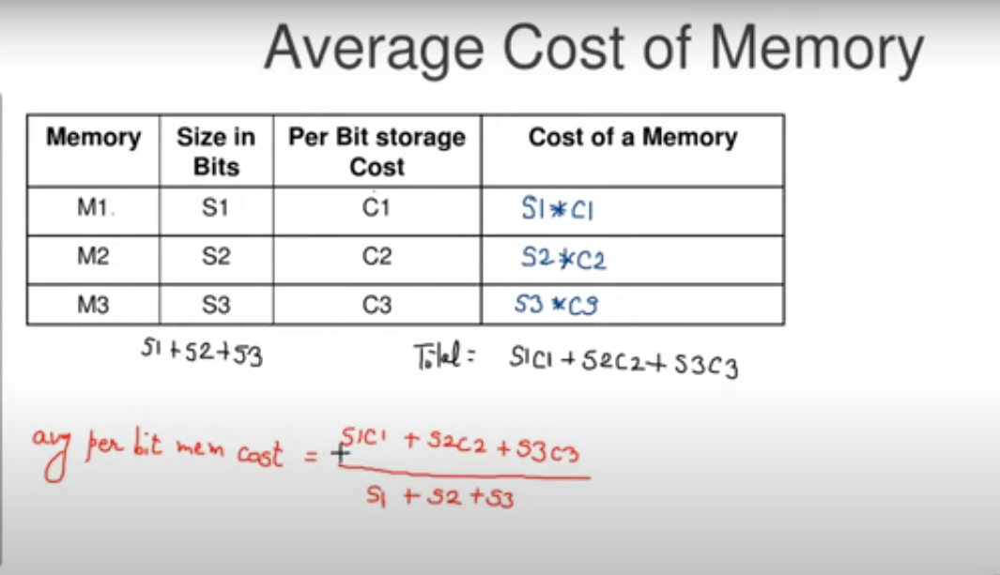 Average Cost of Memory
Memory Size in Bits Per Bit storage Cost Cost of a Memory
M1 S1 C1 S1*C1
M2 S2 C2 S2*C2
M3 S3 C3 S3*C3
S1+S2+S3 Total = S1C1+S2C2+S3C3
avg per bit mem cost = S1C1 + S2C2 + S3C3
S1 + S2 + S3